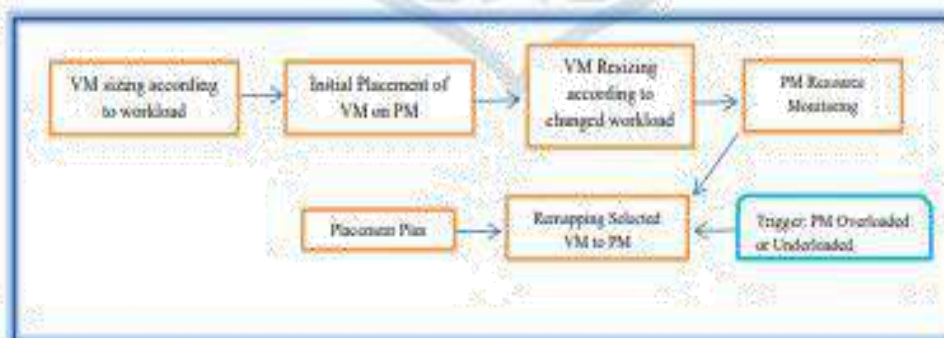 VM sizing according
to workload
Initial Placement of
VM on PM
VM Resizing
according to
changed workload
PM Resource
Monitoring
Placement Plan
Remapping Selected
VM to PM
Trigger: PM Overloaded
or Underloaded.